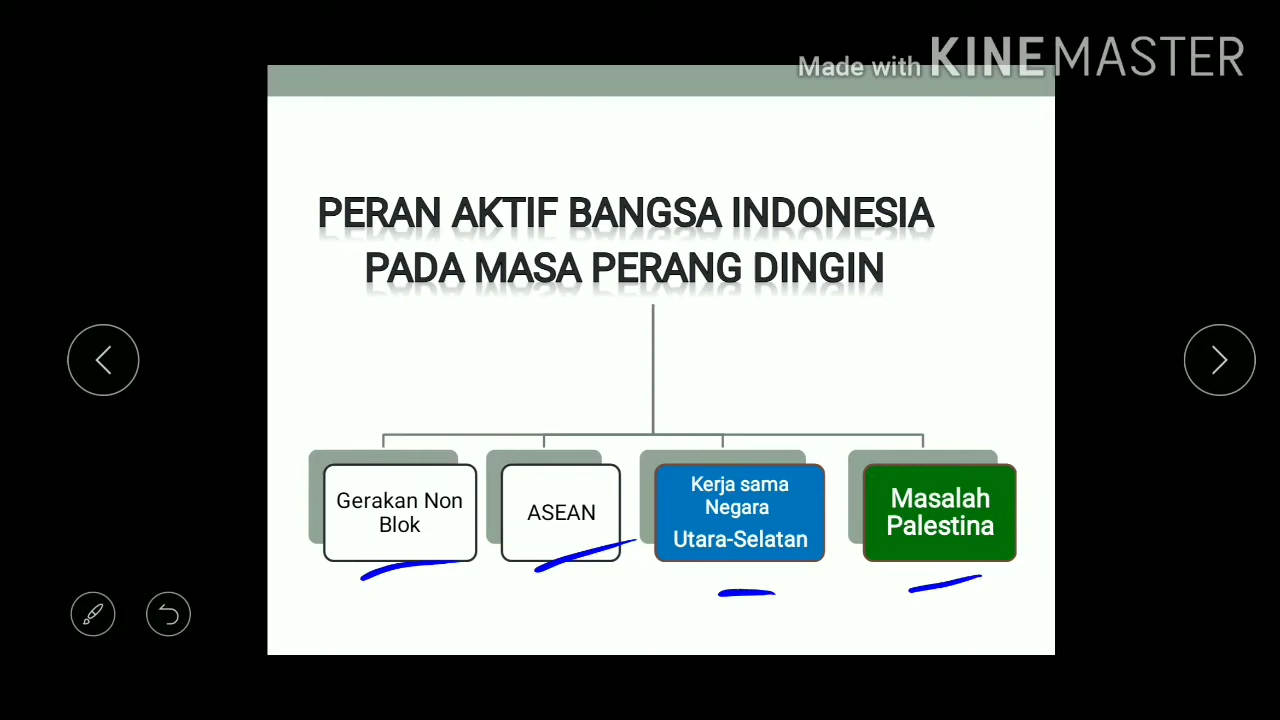 Made with KINEMASTER
PERAN AKTIF BANGSA INDONESIA
PADA MASA PERANG DINGIN
Gerakan Non
Blok
ASEAN
Kerja sama
Negara
Utara-Selatan
Masalah
Palestina